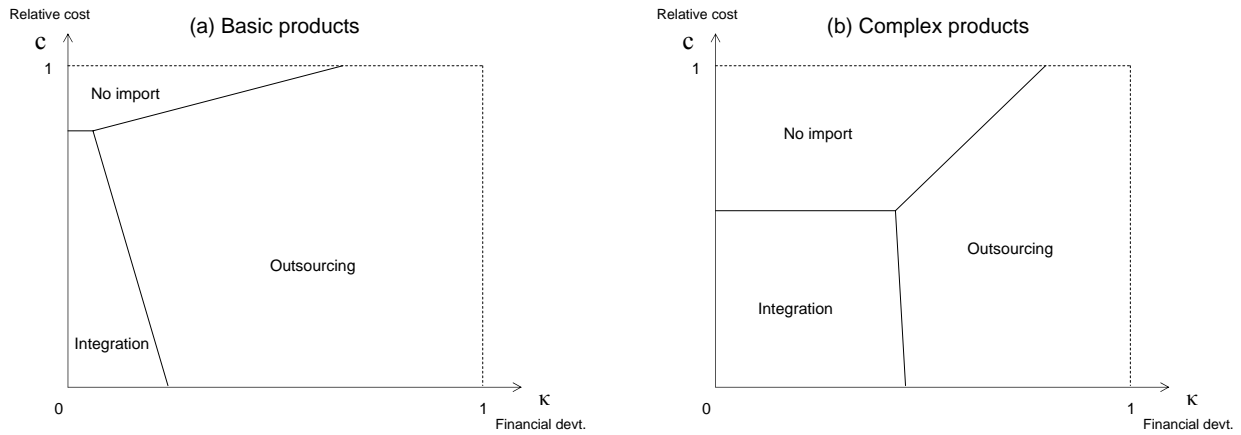 Relative cost
(a) Basic products
c
1
No import
Outsourcing
Integration
0
1
κ
Financial devt.
Relative cost
(b) Complex products
c
1
No import
Outsourcing
Integration
0
1
κ
Financial devt.